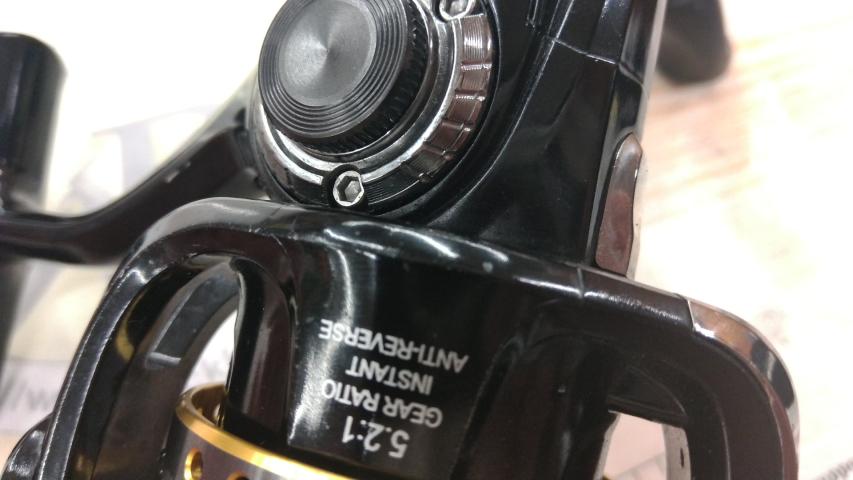 5.2:1
GEAR RATIO
INSTANT
ANTI-REVERSE